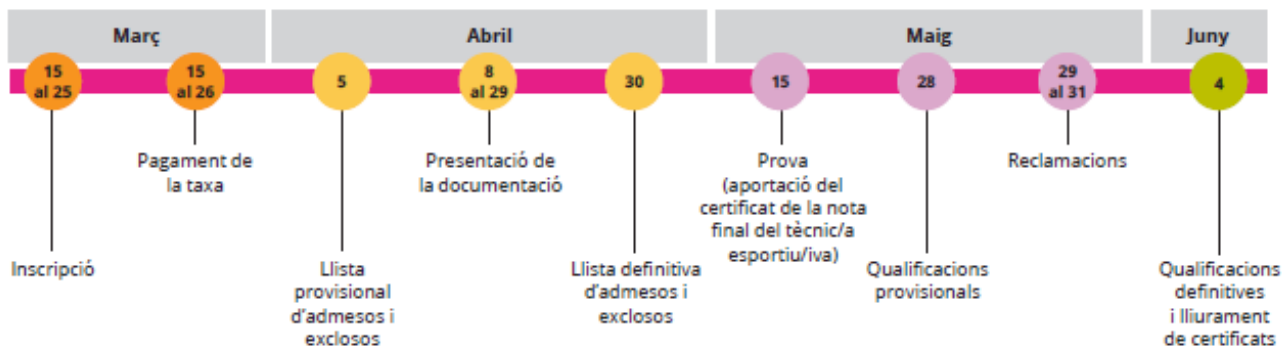 Març
Abril
Maig
Juny
15
al 25
15
al 26
5
8
al 29
30
15
28
29
al 31
4
Inscripció
Pagament de
la taxa
Llista
provisional
d'admesos i
exclosos
Presentació de
la documentació
Llista definitiva
d'admesos i
exclosos
Prova
(aportació del
certificat de la nota
final del tècnic/a
esportiu/iva)
Qualificacions
provisionals
Reclamacions
Qualificacions
definitives
i lliurament
de certificats